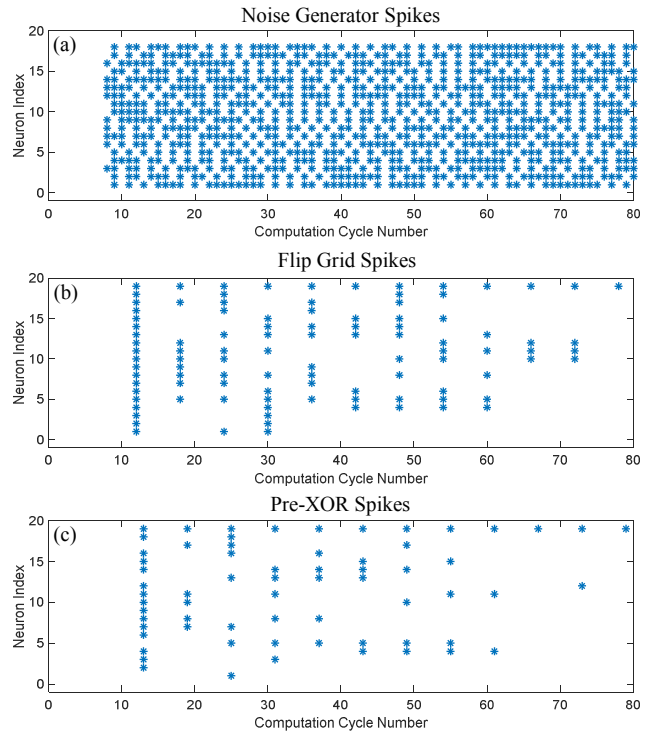 Noise Generator Spikes
(a)
Neuron Index
20
15
10
5
0
0 10 20 30 40 50 60 70 80
Computation Cycle Number
Flip Grid Spikes
(b)
Neuron Index
20
15
10
5
0
0 10 20 30 40 50 60 70 80
Computation Cycle Number
Pre-XOR Spikes
(c)
Neuron Index
20
15
10
5
0
0 10 20 30 40 50 60 70 80
Computation Cycle Number